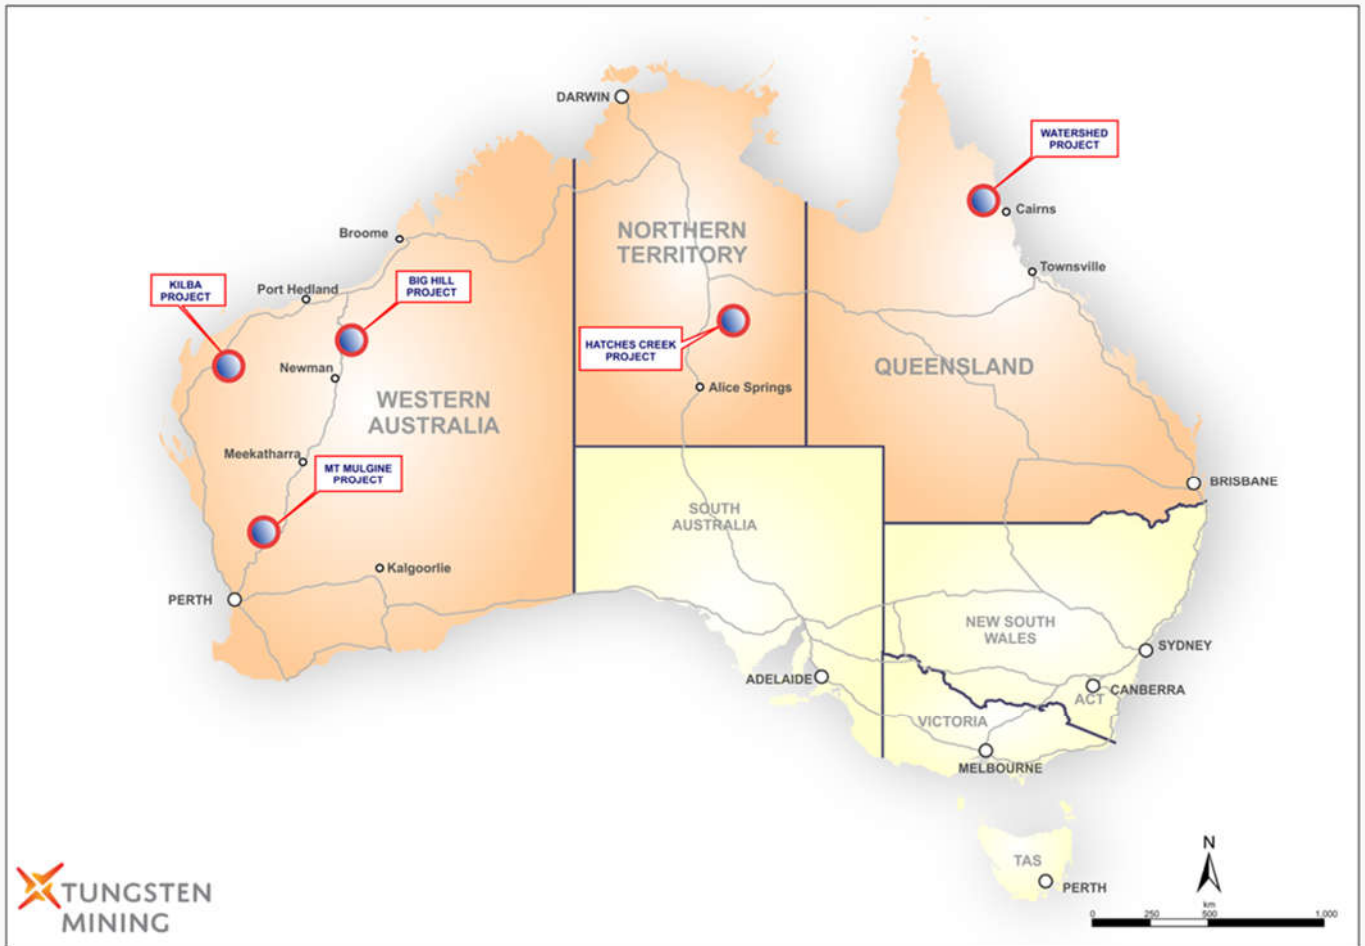 DARWIN
WATERSHED
PROJECT
Cairns
Broome
NORTHERN
TERRITORY
Townsville
KILBA
PROJECT
Port Hedland
BIG HILL
PROJECT
HATCHES CREEK
PROJECT
Newman
QUEENSLAND
Alice Springs
WESTERN
AUSTRALIA
Meekatharra
MT MULGINE
PROJECT
BRISBANE
SOUTH
AUSTRALIA
Kalgoorlie
PERTH
NEW SOUTH
WALES
SYDNEY
ADELAIDE
CANBERRA
ACT
VICTORIA
MELBOURNE
TAS
PERTH
N
km
0 250 500 1,000
TUNGSTEN
MINING